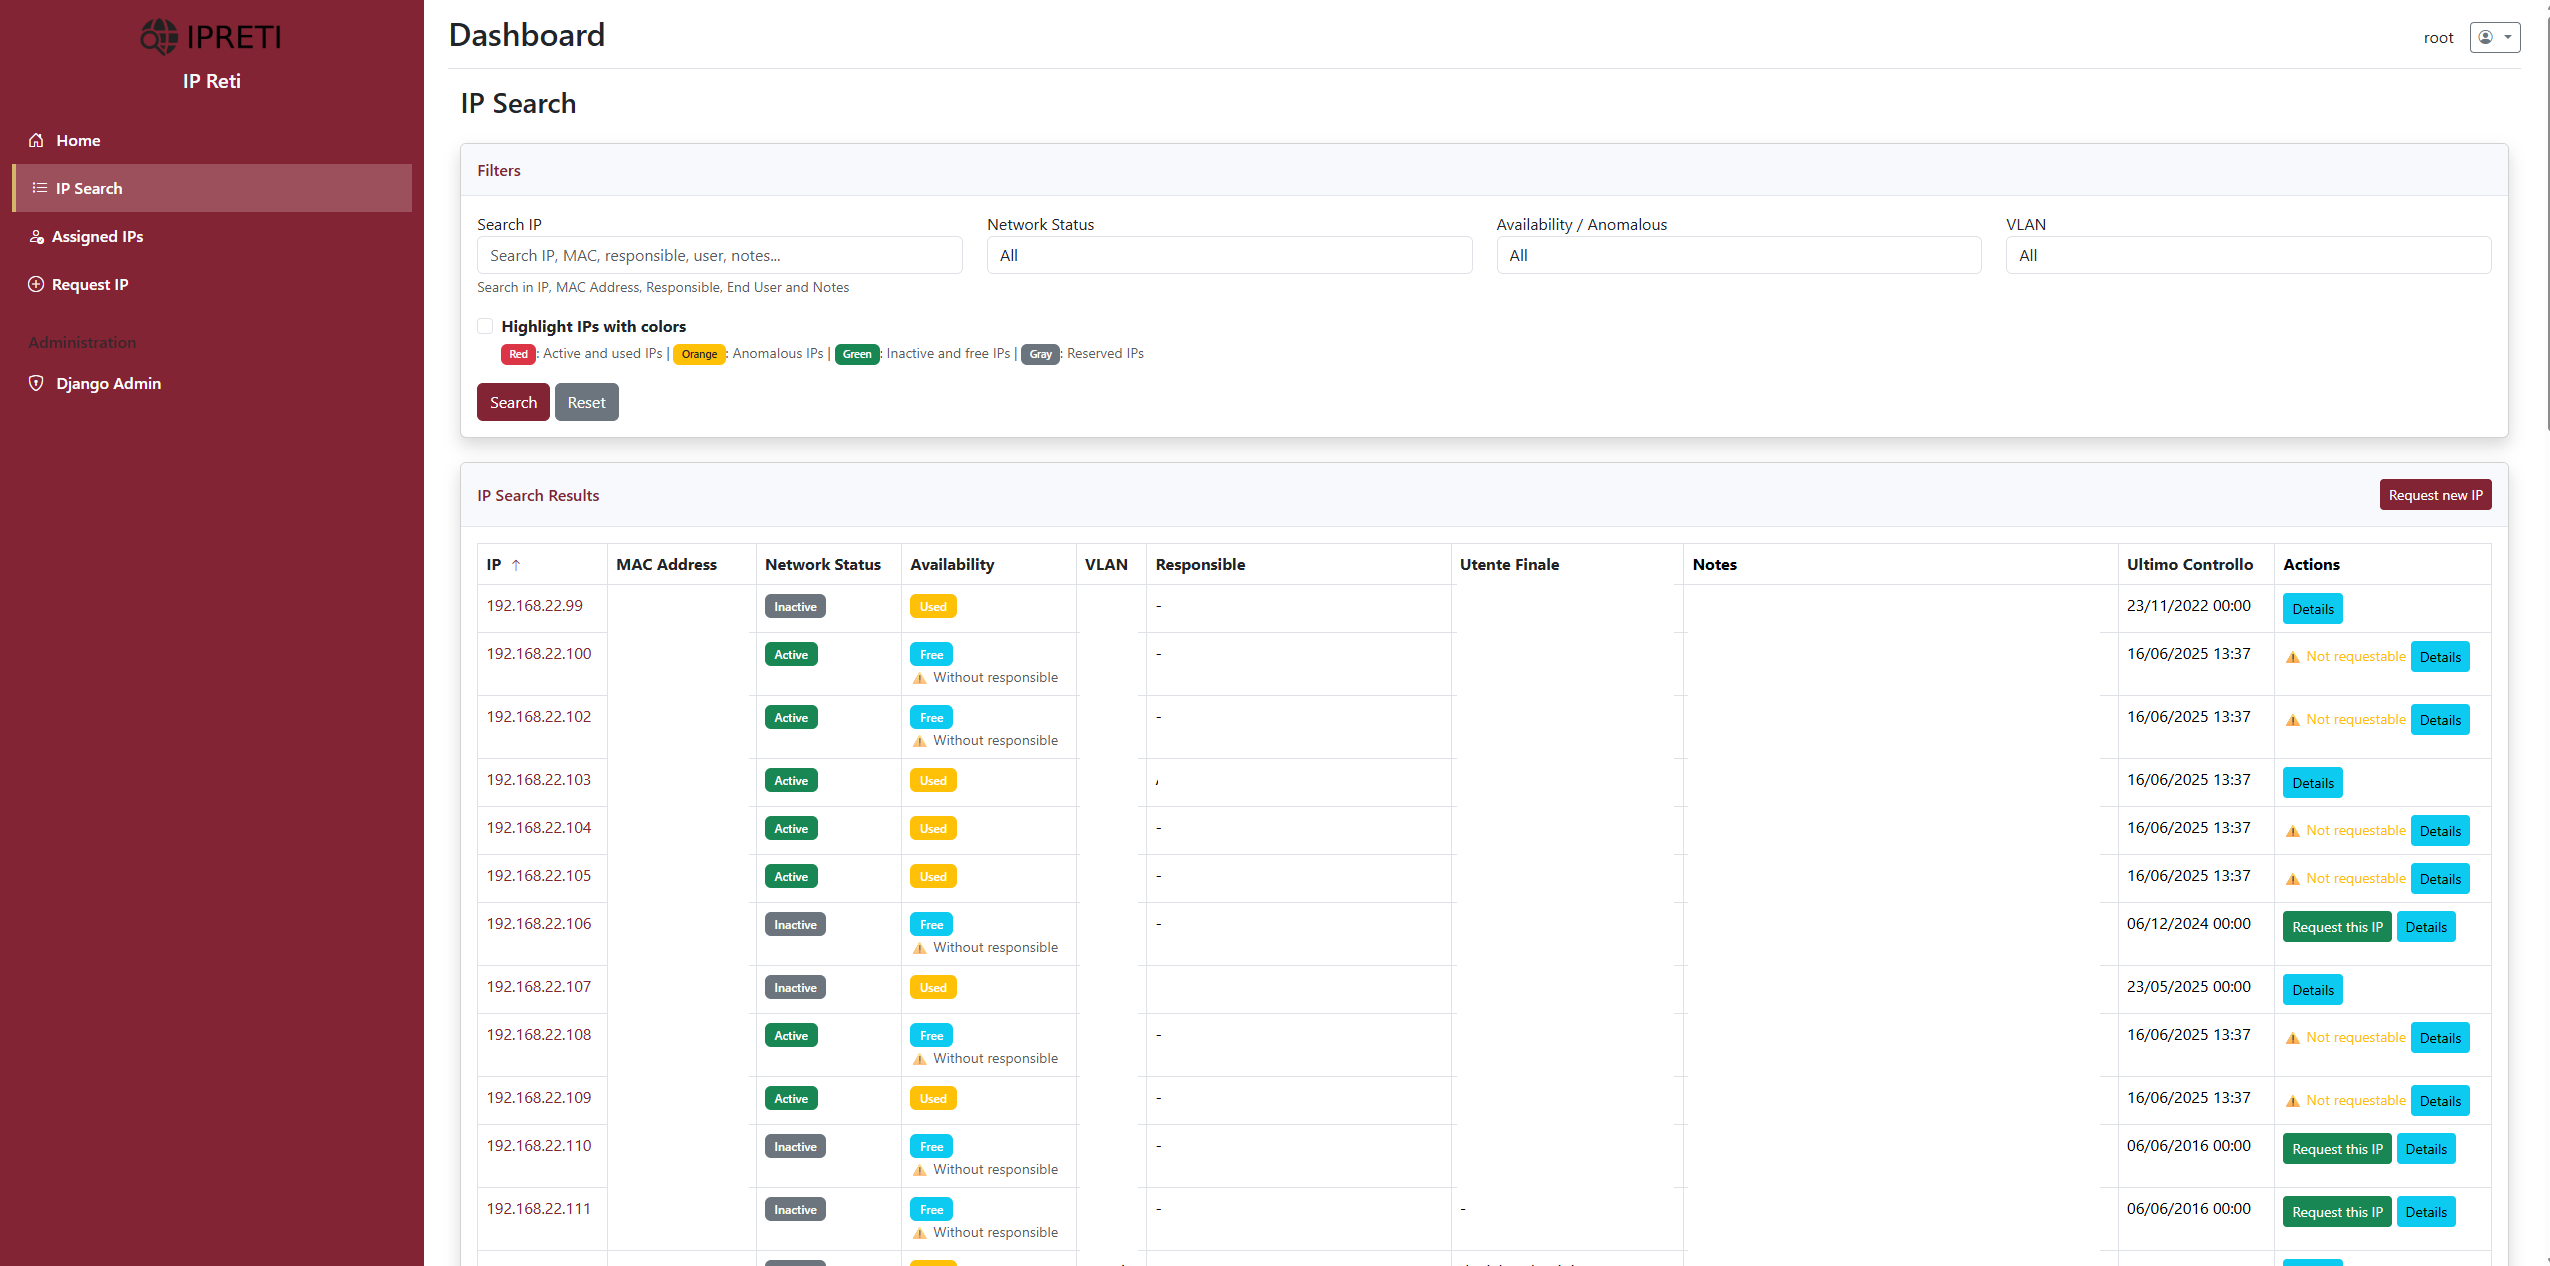 IPRETI
IP Reti
Home
IP Search
Assigned IPs
Request IP
Administration
Django Admin
Dashboard
root
IP Search
Filters
Search IP
Network Status
Availability / Anomalous
VLAN
Search IP, MAC, responsible, user, notes...
All
All
All
Search in IP, MAC Address, Responsible, End User and Notes
Highlight IPs with colors
Red : Active and used IPs | Orange : Anomalous IPs | Green : Inactive and free IPs | Gray : Reserved IPs
Search Reset
IP Search Results
Request new IP
IP ↑ MAC Address Network Status Availability VLAN Responsible Utente Finale Notes Ultimo Controllo Actions
192.168.22.99 Inactive Used - 23/11/2022 00:00 Details
192.168.22.100 Active Free - 16/06/2025 13:37 Not requestable Details
Without responsible
192.168.22.102 Active Free - 16/06/2025 13:37 Not requestable Details
Without responsible
192.168.22.103 Active Used 16/06/2025 13:37 Details
192.168.22.104 Active Used - 16/06/2025 13:37 Not requestable Details
192.168.22.105 Active Used - 16/06/2025 13:37 Not requestable Details
192.168.22.106 Inactive Free - 06/12/2024 00:00 Request this IP Details
Without responsible
192.168.22.107 Inactive Used 23/05/2025 00:00 Details
192.168.22.108 Active Free - 16/06/2025 13:37 Not requestable Details
Without responsible
192.168.22.109 Active Used - 16/06/2025 13:37 Not requestable Details
192.168.22.110 Inactive Free - 06/06/2016 00:00 Request this IP Details
Without responsible
192.168.22.111 Inactive Free - - 06/06/2016 00:00 Request this IP Details
Without responsible